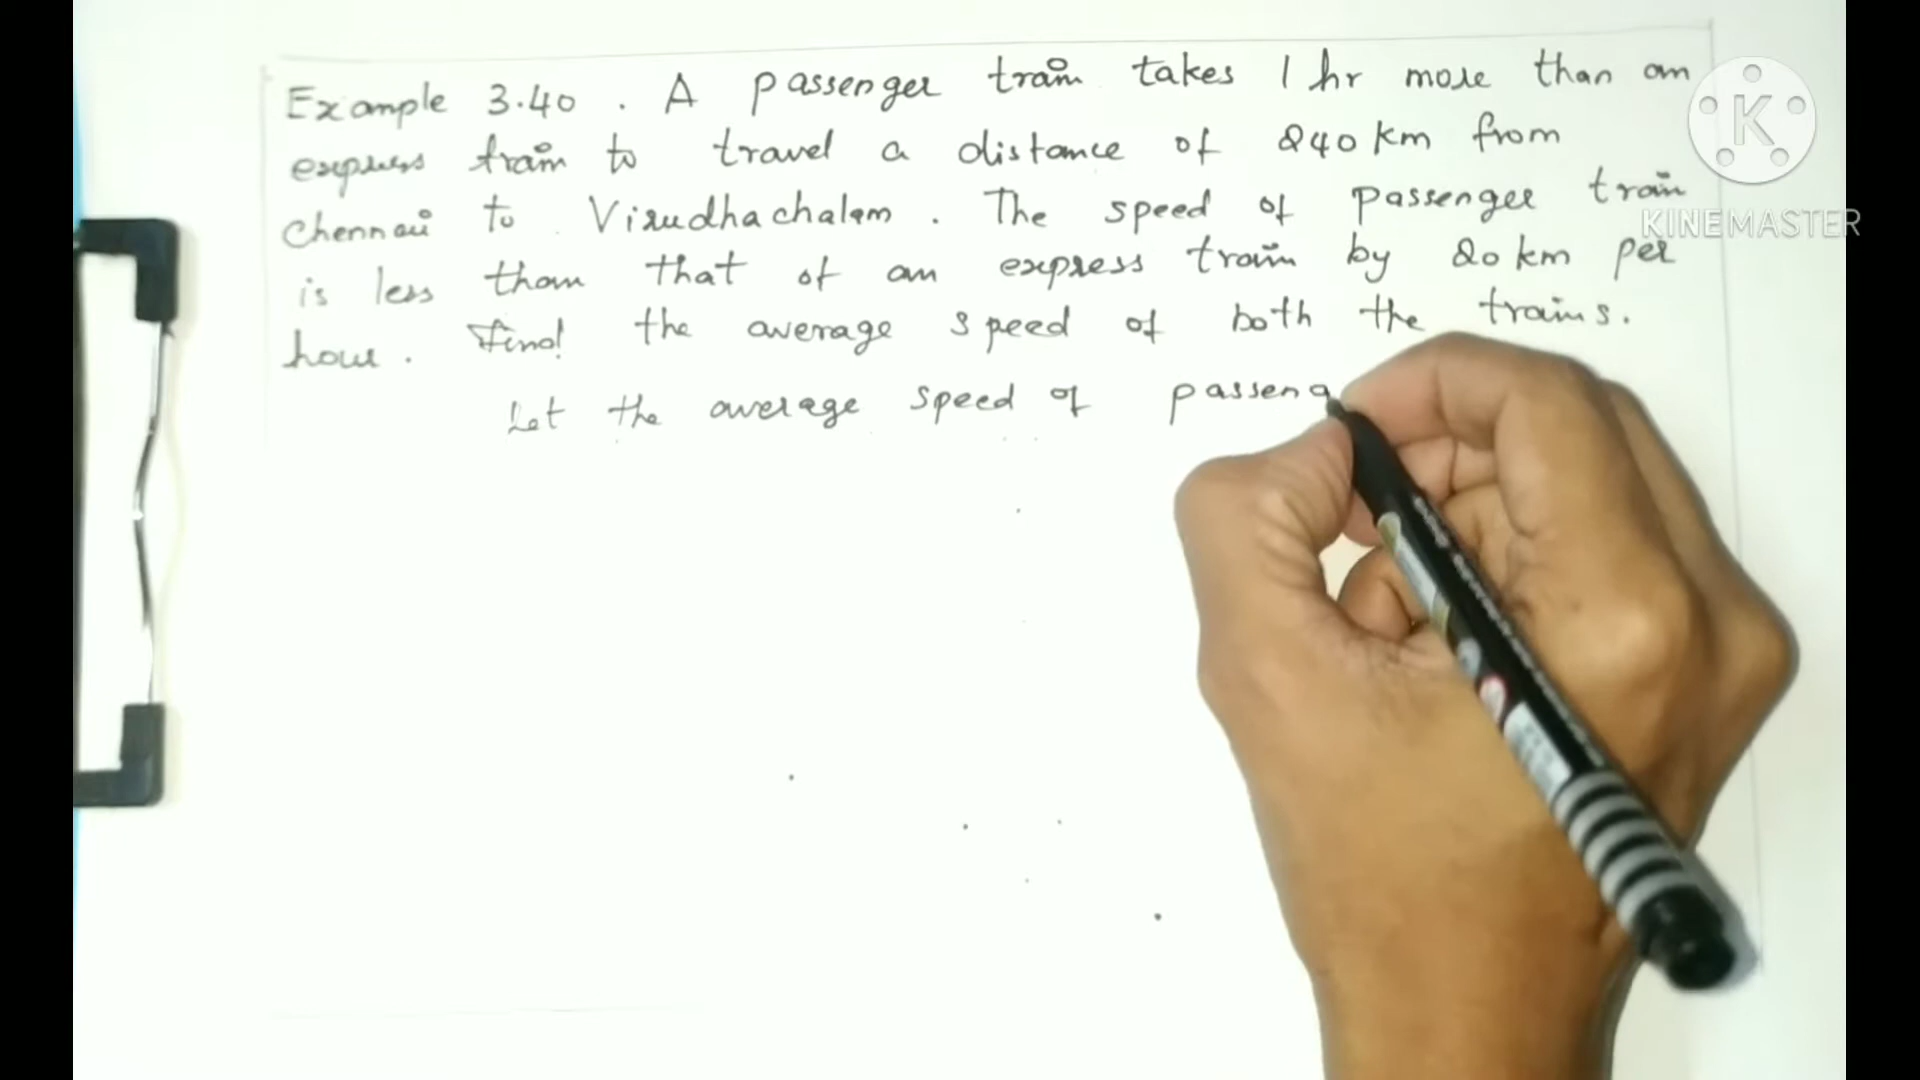 Example 3.40. A passenger train takes 1 hr more than an
express train to travel a distance of 240 km from
Chennai to Virudhachalam. The speed of passenger train
is less than that of an express train by 20 km per
hour. Find the average speed of both the trains.
Let the average speed of passeng
K
KINEMASTER